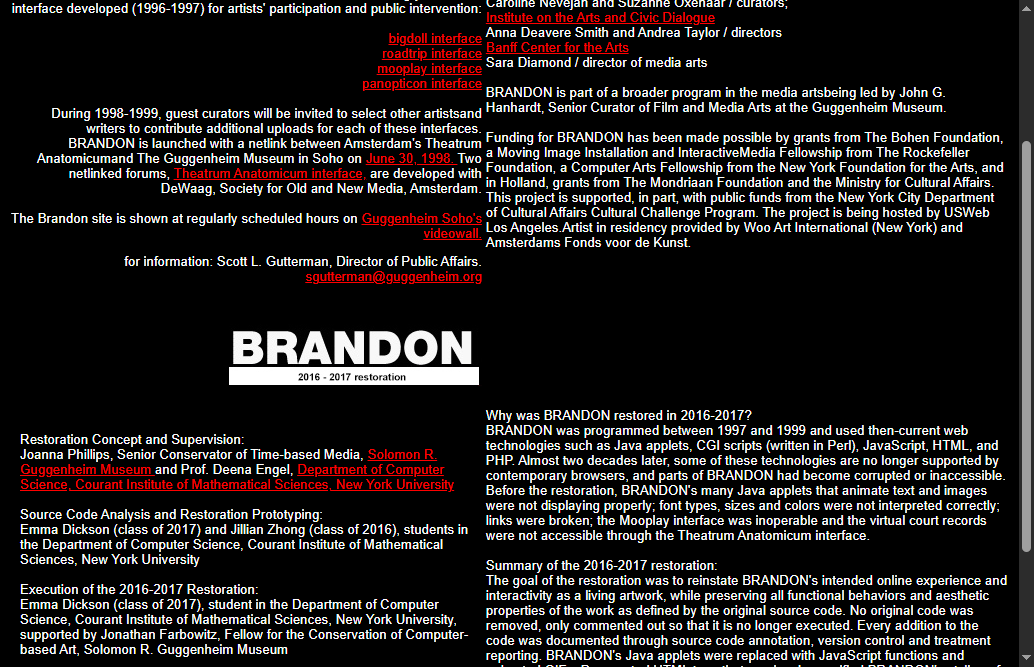 interface developed (1996-1997) for artists' participation and public intervention:
bigdoll interface
roadtrip interface
mooplay interface
panopticon interface
During 1998-1999, guest curators will be invited to select other artistsand
writers to contribute additional uploads for each of these interfaces.
BRANDON is launched with a netlink between Amsterdam's Theatrum
Anatomicumand The Guggenheim Museum in Soho on June 30, 1998. Two
netlinked forums, Theatrum Anatomicum interface, are developed with
DeWaag, Society for Old and New Media, Amsterdam.
The Brandon site is shown at regularly scheduled hours on Guggenheim Soho's
videowall.
for information: Scott L. Gutterman, Director of Public Affairs.
sgutterman@guggenheim.org
Caroline Nevejan and Suzanne Oxenaar / curators;
Institute on the Arts and Civic Dialogue
Anna Deavere Smith and Andrea Taylor / directors
Banff Center for the Arts
Sara Diamond / director of media arts
BRANDON is part of a broader program in the media artsbeing led by John G.
Hanhardt, Senior Curator of Film and Media Arts at the Guggenheim Museum.
Funding for BRANDON has been made possible by grants from The Bohen Foundation,
a Moving Image Installation and InteractiveMedia Fellowship from The Rockefeller
Foundation, a Computer Arts Fellowship from the New York Foundation for the Arts, and
in Holland, grants from The Mondriaan Foundation and the Ministry for Cultural Affairs.
This project is supported, in part, with public funds from the New York City Department
of Cultural Affairs Cultural Challenge Program. The project is being hosted by USWeb
Los Angeles.Artist in residency provided by Woo Art International (New York) and
Amsterdams Fonds voor de Kunst.
BRANDON
2016 - 2017 restoration
Restoration Concept and Supervision:
Joanna Phillips, Senior Conservator of Time-based Media, Solomon R.
Guggenheim Museum and Prof. Deena Engel, Department of Computer
Science, Courant Institute of Mathematical Sciences, New York University
Source Code Analysis and Restoration Prototyping:
Emma Dickson (class of 2017) and Jillian Zhong (class of 2016), students in
the Department of Computer Science, Courant Institute of Mathematical
Sciences, New York University
Execution of the 2016-2017 Restoration:
Emma Dickson (class of 2017), student in the Department of Computer
Science, Courant Institute of Mathematical Sciences, New York University,
supported by Jonathan Farbowitz, Fellow for the Conservation of Computer-
based Art, Solomon R. Guggenheim Museum
Why was BRANDON restored in 2016-2017?
BRANDON was programmed between 1997 and 1999 and used then-current web
technologies such as Java applets, CGI scripts (written in Perl), JavaScript, HTML, and
PHP. Almost two decades later, some of these technologies are no longer supported by
contemporary browsers, and parts of BRANDON had become corrupted or inaccessible.
Before the restoration, BRANDON's many Java applets that animate text and images
were not displaying properly; font types, sizes and colors were not interpreted correctly;
links were broken; the Mooplay interface was inoperable and the virtual court records
were not accessible through the Theatrum Anatomicum interface.
Summary of the 2016-2017 restoration:
The goal of the restoration was to reinstate BRANDON's intended online experience and
interactivity as a living artwork, while preserving all functional behaviors and aesthetic
properties of the work as defined by the original source code. No original code was
removed, only commented out so that it is no longer executed. Every addition to the
code was documented through source code annotation, version control and treatment
reporting. BRANDON's Java applets were replaced with JavaScript functions and